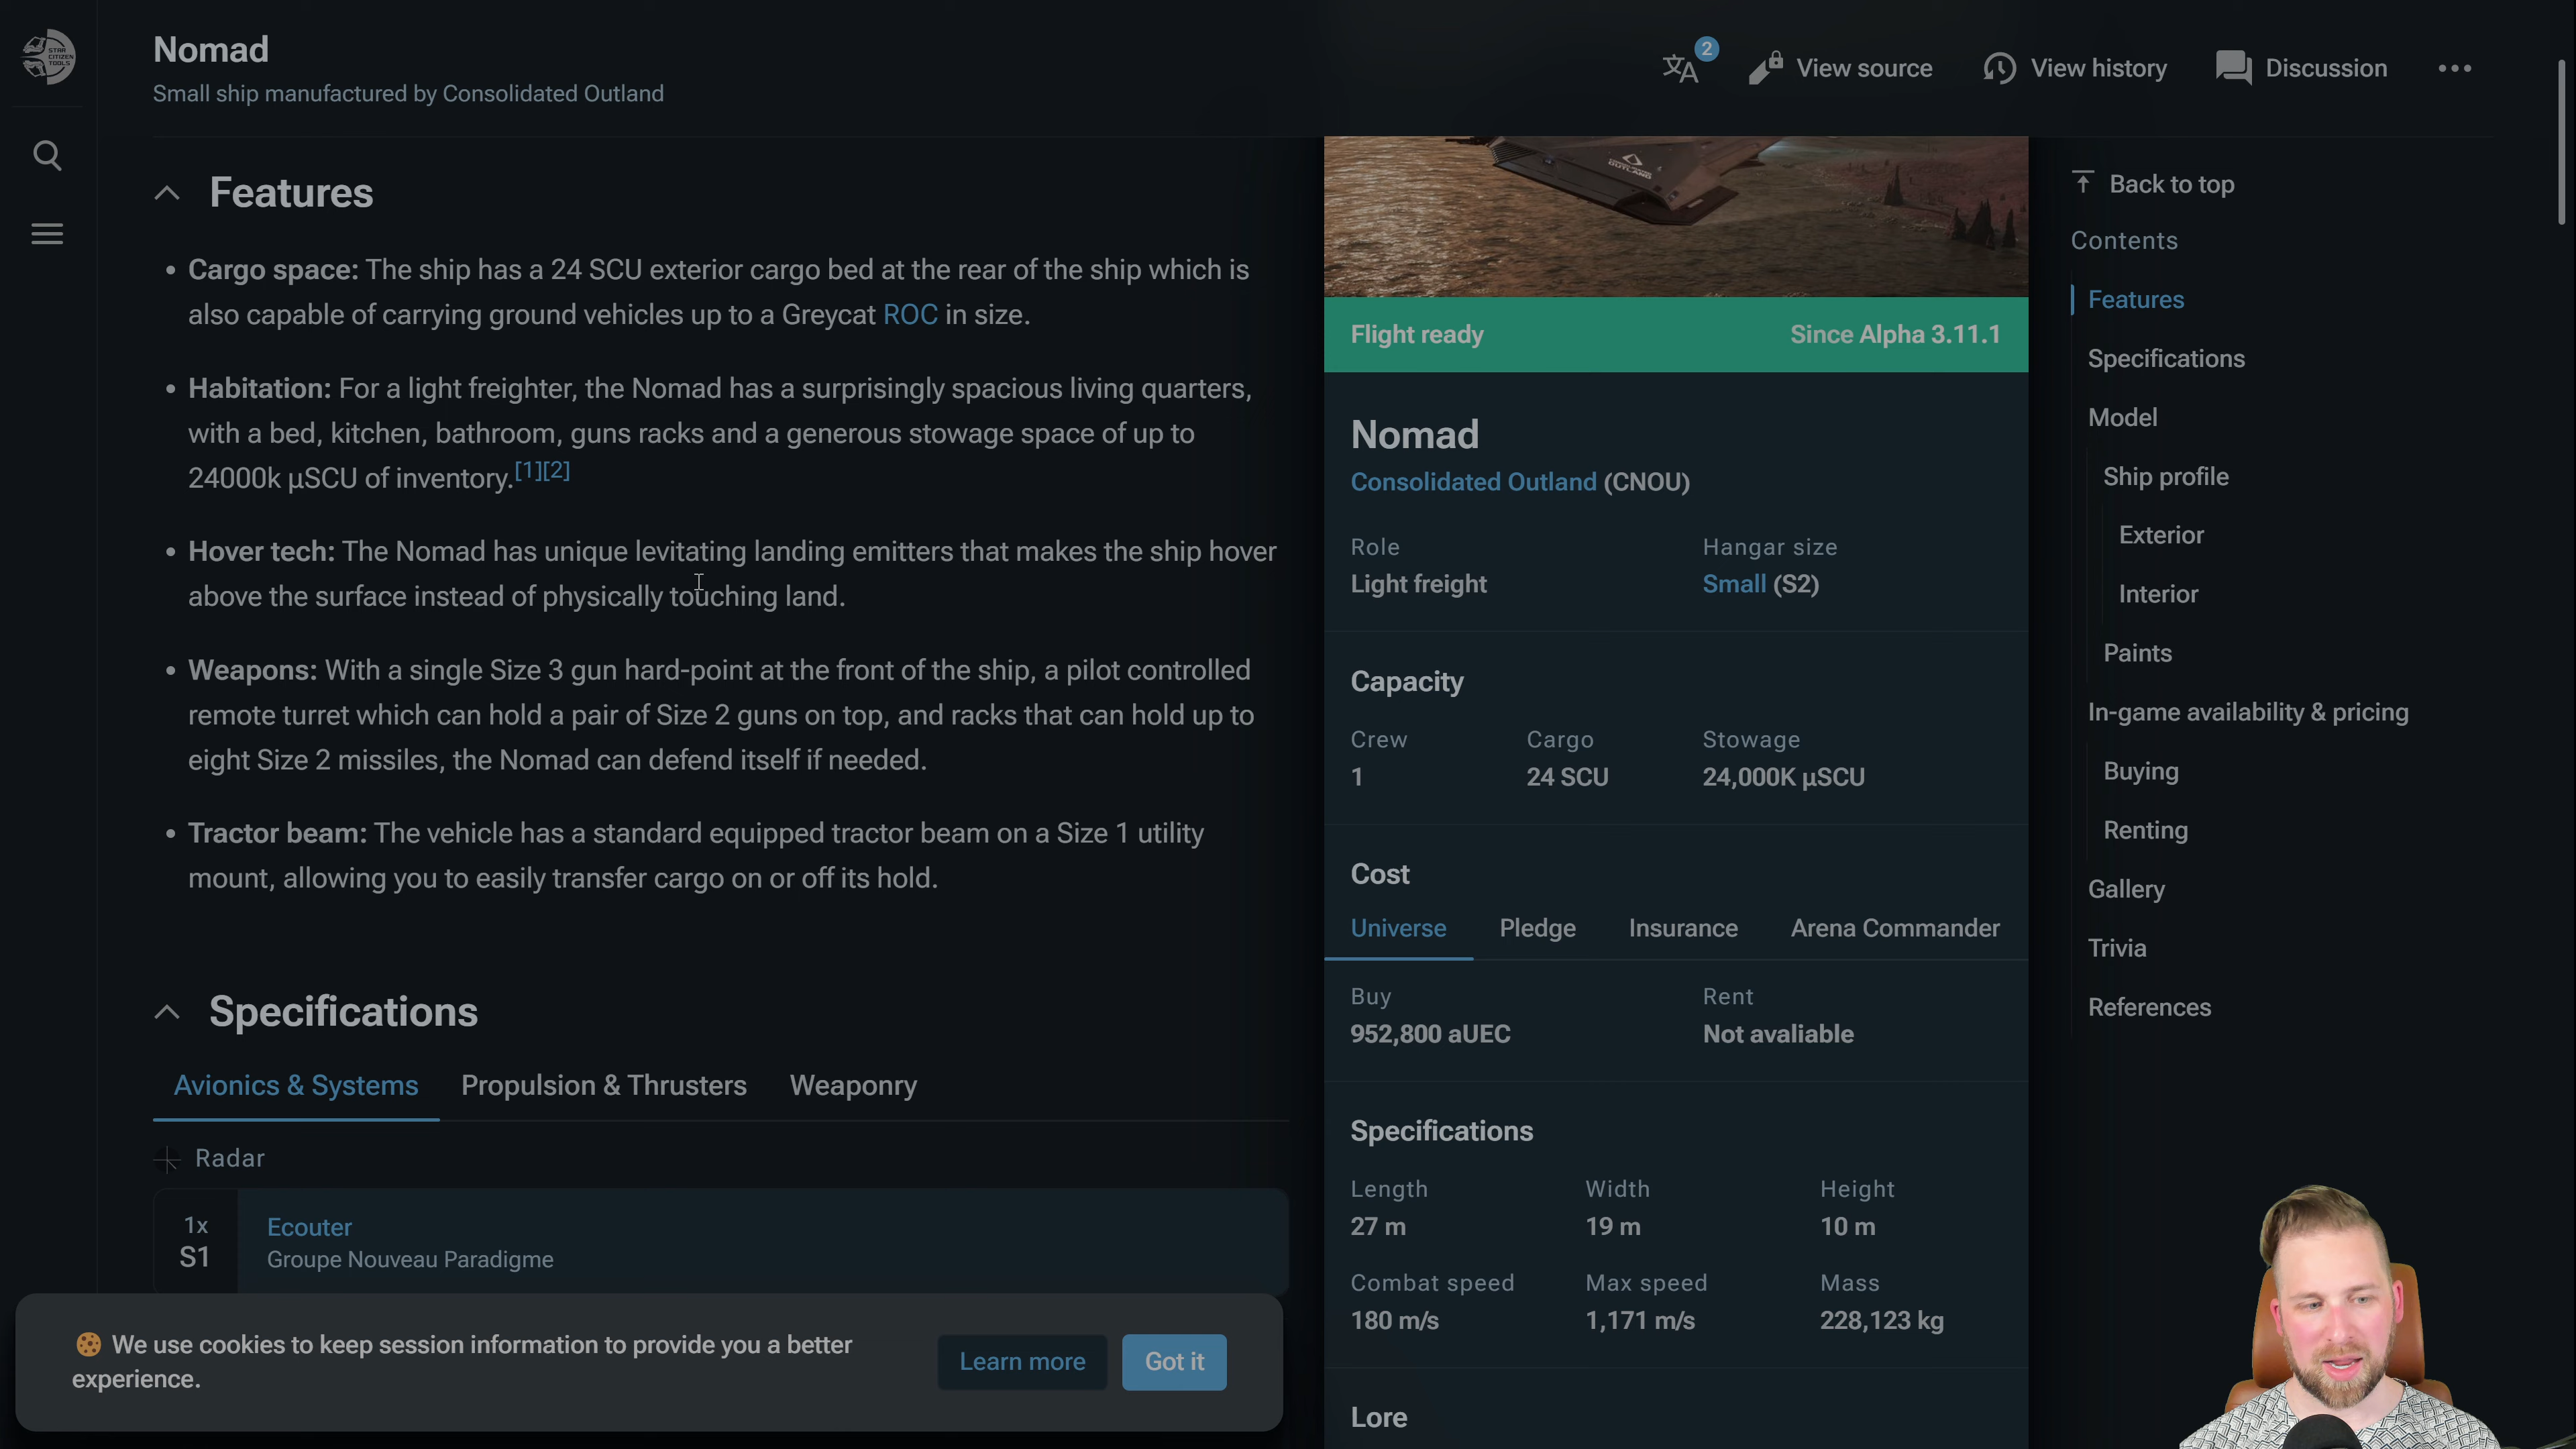 STAR
CITIZEN
TOOLS
Nomad
Small ship manufactured by Consolidated Outland
2
View source
View history
Discussion
Features
• Cargo space: The ship has a 24 SCU exterior cargo bed at the rear of the ship which is
also capable of carrying ground vehicles up to a Greycat ROC in size.
• Habitation: For a light freighter, the Nomad has a surprisingly spacious living quarters,
with a bed, kitchen, bathroom, guns racks and a generous stowage space of up to
24000k µSCU of inventory.[1][2]
• Hover tech: The Nomad has unique levitating landing emitters that makes the ship hover
above the surface instead of physically touching land.
• Weapons: With a single Size 3 gun hard-point at the front of the ship, a pilot controlled
remote turret which can hold a pair of Size 2 guns on top, and racks that can hold up to
eight Size 2 missiles, the Nomad can defend itself if needed.
• Tractor beam: The vehicle has a standard equipped tractor beam on a Size 1 utility
mount, allowing you to easily transfer cargo on or off its hold.
Specifications
Avionics & Systems Propulsion & Thrusters Weaponry
Radar
1x
S1
Ecouter
Groupe Nouveau Paradigme
We use cookies to keep session information to provide you a better
experience.
Learn more
Got it
OUTLAND
Flight ready Since Alpha 3.11.1
Nomad
Consolidated Outland (CNOU)
Role Hangar size
Light freight Small (S2)
Capacity
Crew Cargo Stowage
1 24 SCU 24,000K µSCU
Cost
Universe Pledge Insurance Arena Commander
Buy Rent
952,800 aUEC Not avaliable
Specifications
Length Width Height
27 m 19 m 10 m
Combat speed Max speed Mass
180 m/s 1,171 m/s 228,123 kg
Lore
Back to top
Contents
Features
Specifications
Model
Ship profile
Exterior
Interior
Paints
In-game availability & pricing
Buying
Renting
Gallery
Trivia
References